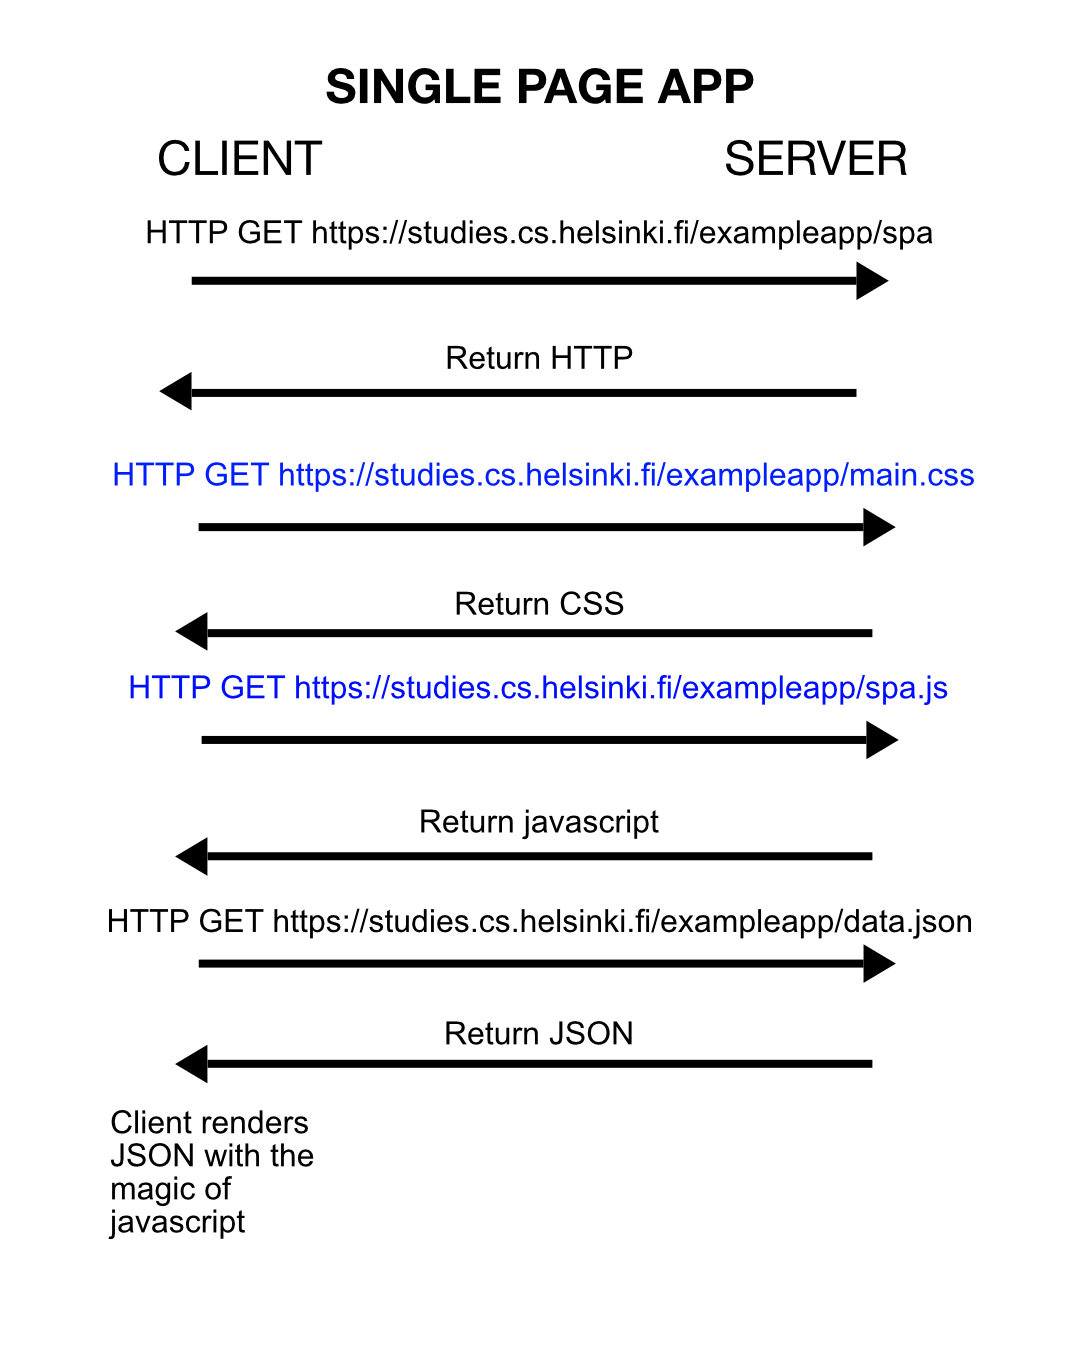 SINGLE PAGE APP
CLIENT
SERVER
HTTP GET https://studies.cs.helsinki.fi/exampleapp/spa
Return HTTP
HTTP GET https://studies.cs.helsinki.fi/exampleapp/main.css
Return CSS
HTTP GET https://studies.cs.helsinki.fi/exampleapp/spa.js
Return javascript
HTTP GET https://studies.cs.helsinki.fi/exampleapp/data.json
Return JSON
Client renders
JSON with the
magic of
javascript